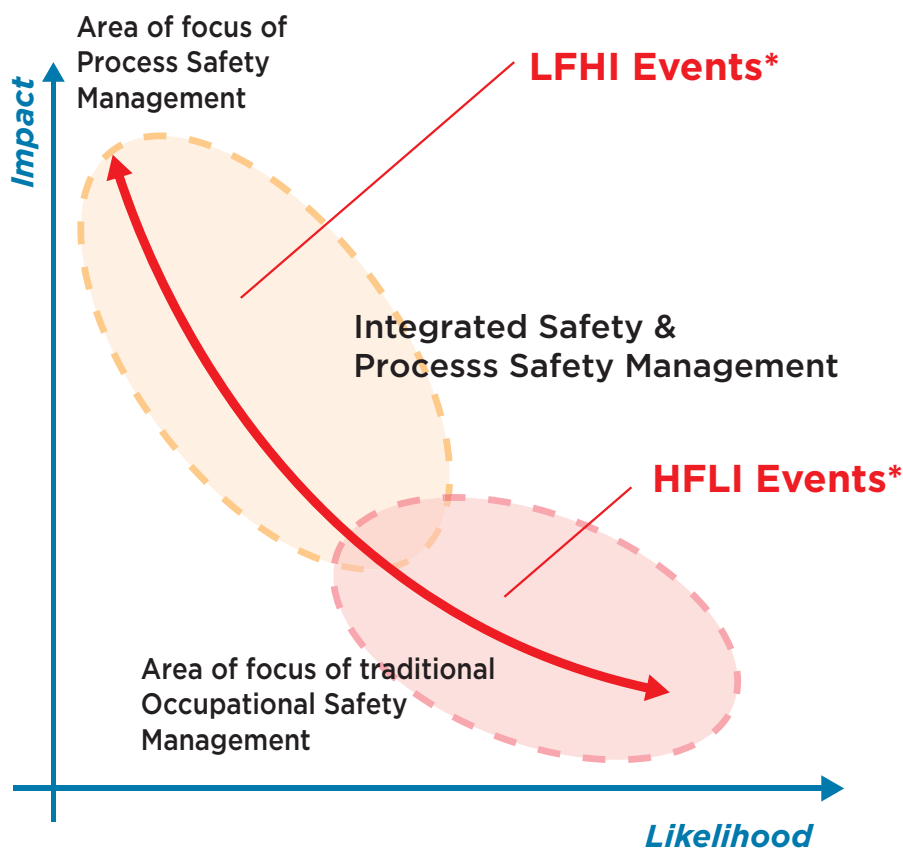 Area of focus of
Process Safety
Management
LFHI Events*
Impact
Integrated Safety &
Processs Safety Management
HFLI Events*
Area of focus of traditional
Occupational Safety
Management
Likelihood